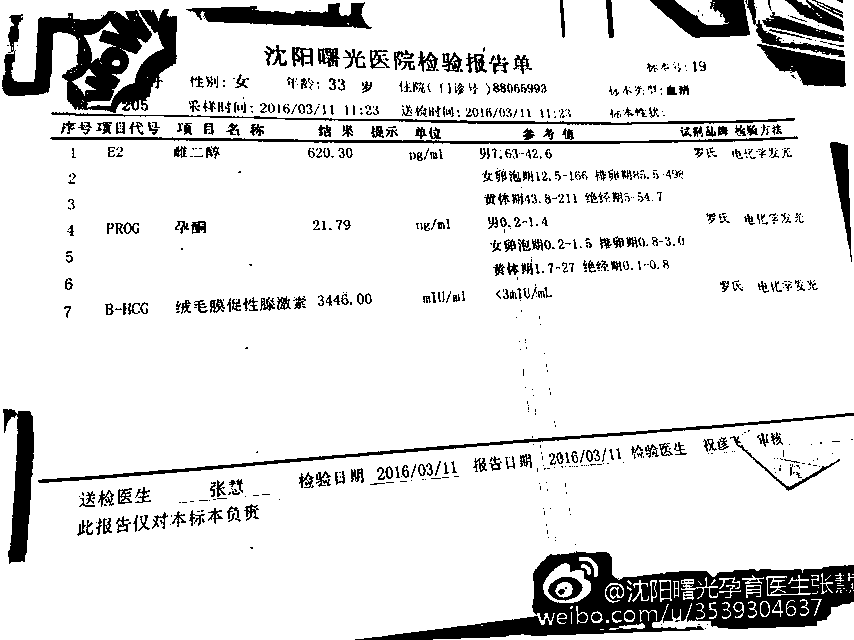 WOW
沈阳曙光医院检验报告单
标本号:19
性别:女 年龄:33 岁 住院(门诊号)88065993 标本类型:血清
205 采样时间:2016/03/11 11:23 送检时间:2016/03/11 11:23 标本性状:
序号 项目代号 项目名称 结果 提示 单位 参考值 试剂品牌 检验方法
1 E2 雌二醇 620.30 pg/ml 男7.63-42.6 罗氏 电化学发光
2 女卵泡期12.5-166 排卵期85.5-498
3 黄体期43.8-211 绝经期5-54.7
4 PROG 孕酮 21.79 ng/ml 男0.2-1.4 罗氏 电化学发光
5 女卵泡期0.2-1.5 排卵期0.8-3.0
6 黄体期1.7-27 绝经期0.1-0.8
7 B-HCG 绒毛膜促性腺激素 3446.00 mIU/ml <3mIU/mL 罗氏 电化学发光
送检医生 张慧 检验日期 2016/03/11 报告日期 2016/03/11 检验医生 祝彦飞 审核
此报告仅对本标本负责
@沈阳曙光孕育医生张慧
weibo.com/u/3539304637